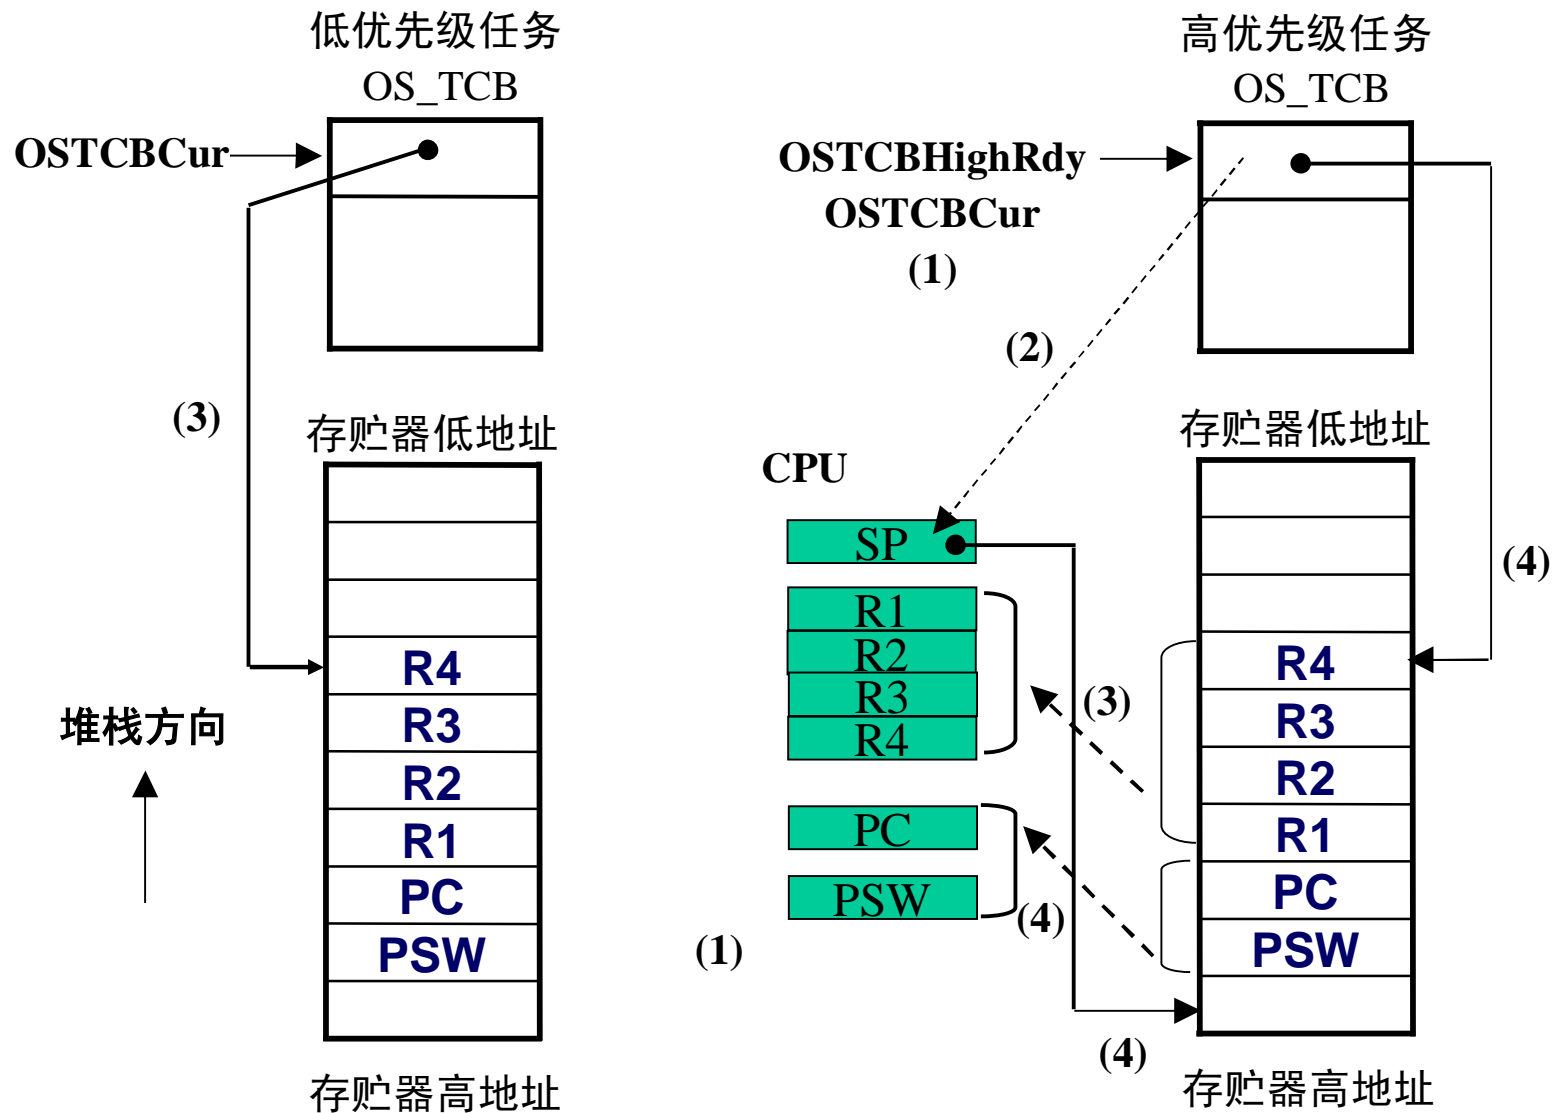 低优先级任务
OS_TCB
OSTCBCur
(3)
存贮器低地址
R4
R3
R2
R1
PC
PSW
存贮器高地址
堆栈方向
高优先级任务
OS_TCB
OSTCBHighRdy
OSTCBCur
(1)
(2)
CPU
SP
R1
R2
R3
R4
PC
PSW
(1)
(3)
(4)
(4)
存贮器低地址
(4)
R4
R3
R2
R1
PC
PSW
存贮器高地址